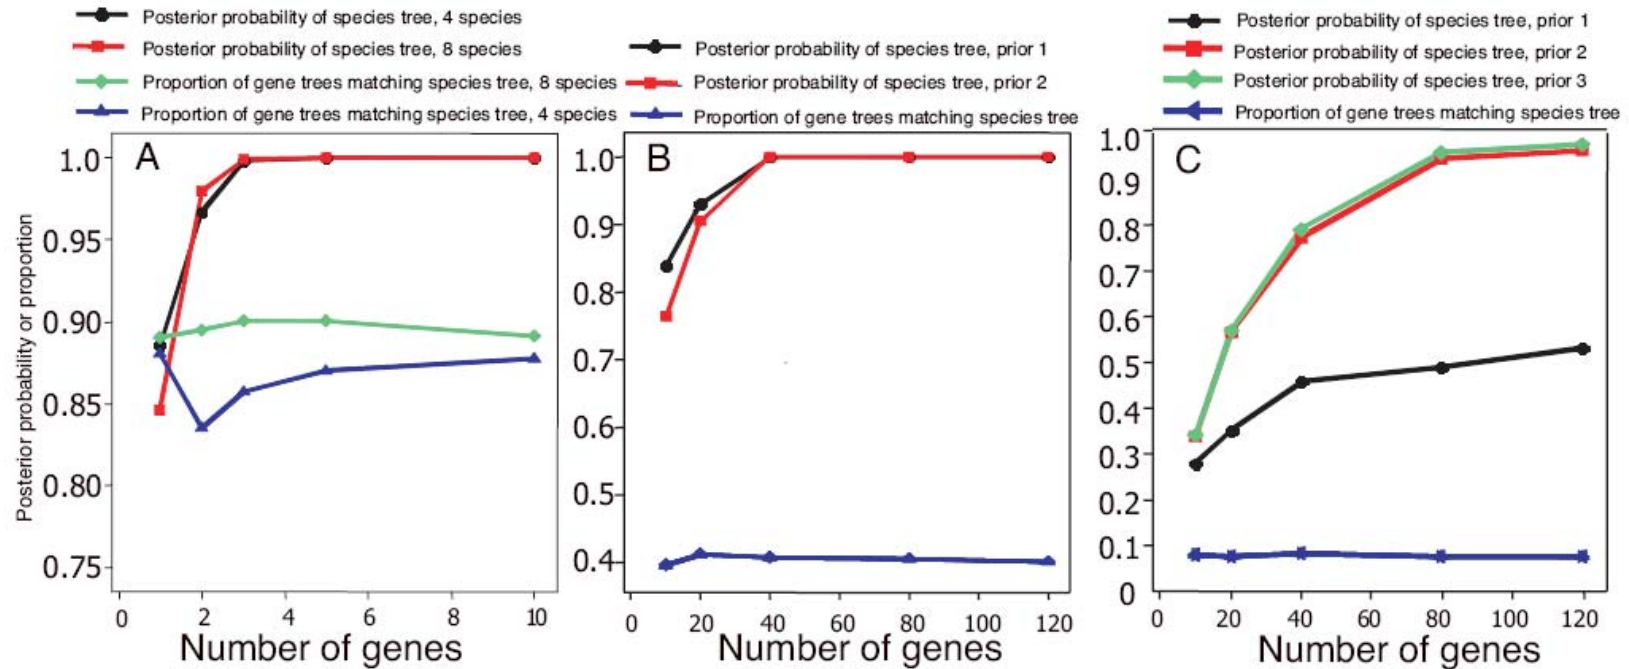 Posterior probability of species tree, 4 species
Posterior probability of species tree, 8 species
Proportion of gene trees matching species tree, 8 species
Proportion of gene trees matching species tree, 4 species
Posterior probability of species tree, prior 1
Posterior probability of species tree, prior 2
Proportion of gene trees matching species tree
Posterior probability of species tree, prior 1
Posterior probability of species tree, prior 2
Posterior probability of species tree, prior 3
Proportion of gene trees matching species tree
Posterior probability or proportion
A
1.0
0.95
0.90
0.85
0.80
0.75
0 2 4 6 8 10
Number of genes
B
1.0
0.9
0.8
0.7
0.6
0.5
0.4
0 20 40 60 80 100 120
Number of genes
C
1.0
0.9
0.8
0.7
0.6
0.5
0.4
0.3
0.2
0.1
0
0 20 40 60 80 100 120
Number of genes